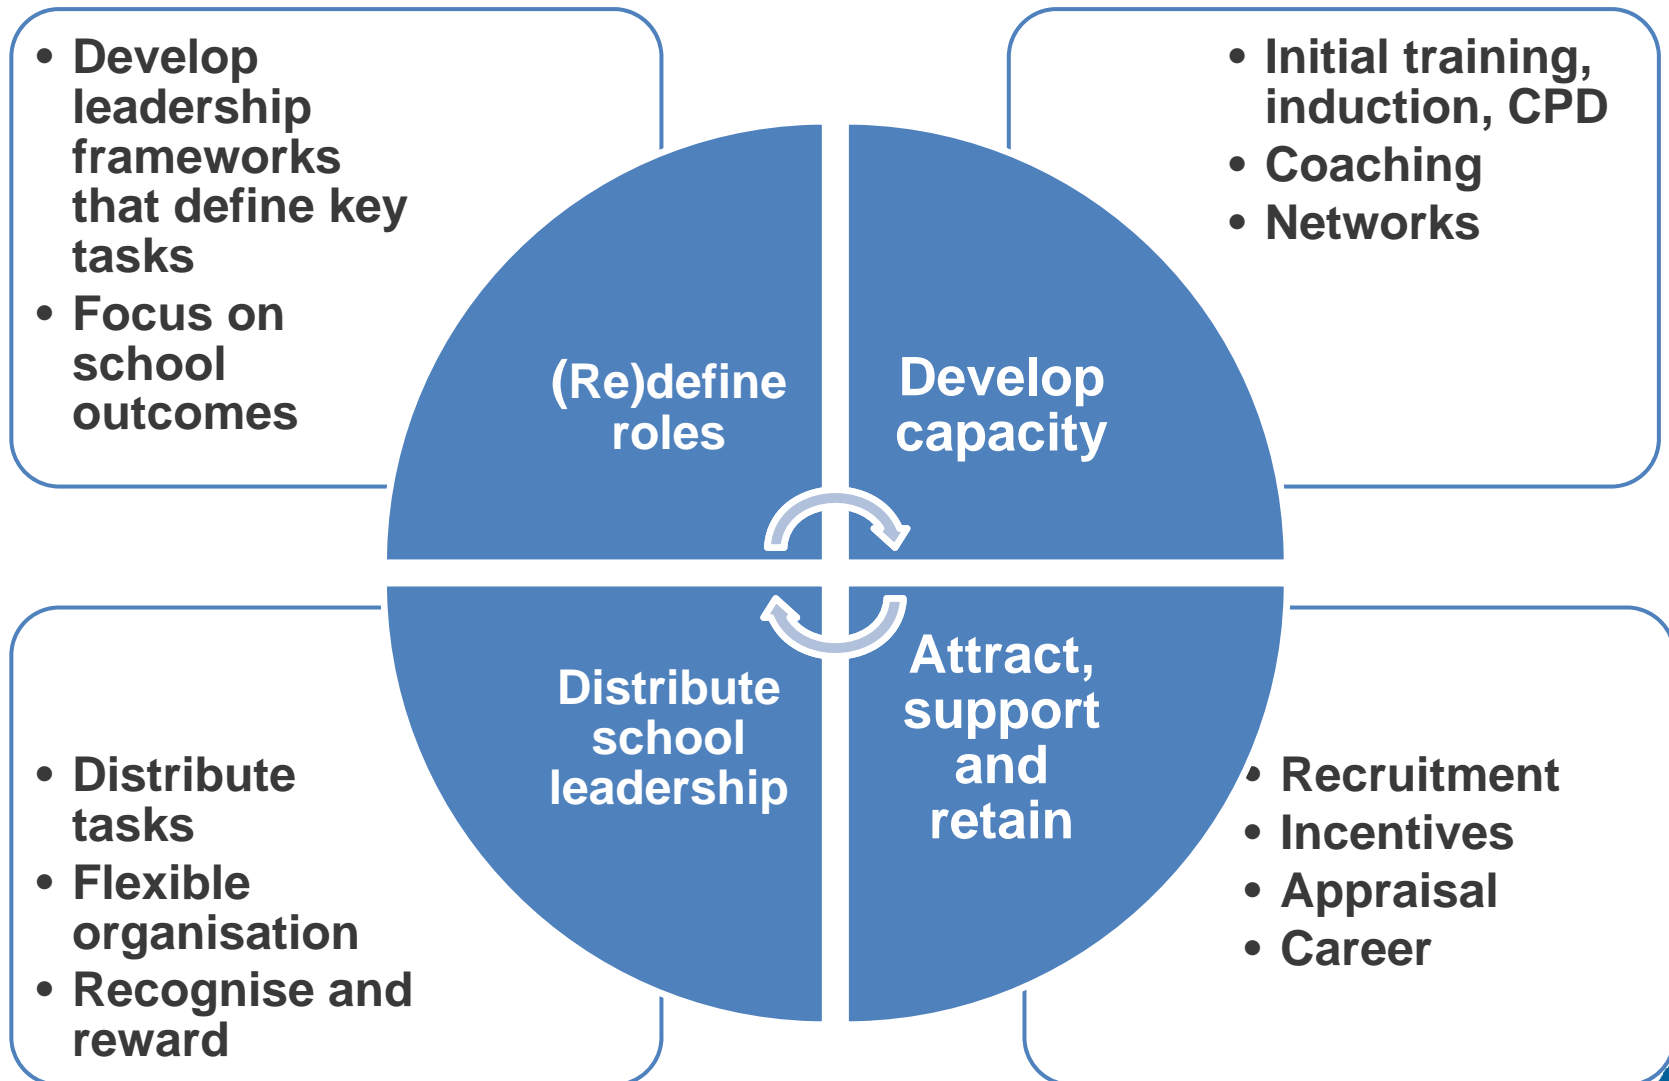 • Develop
leadership
frameworks
that define key
tasks
• Focus on
school
outcomes
• Initial training,
induction, CPD
• Coaching
• Networks
(Re)define
roles
Develop
capacity
Distribute
school
leadership
Attract,
support
and
retain
• Distribute
tasks
• Flexible
organisation
• Recognise and
reward
• Recruitment
• Incentives
• Appraisal
• Career